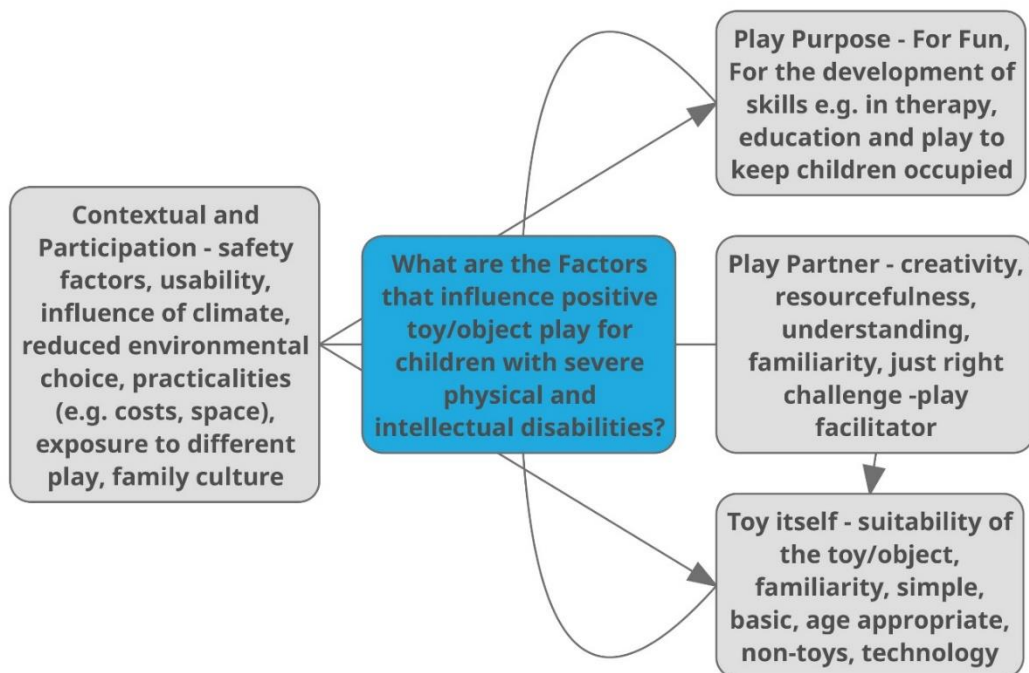 Play Purpose - For Fun,
For the development of
skills e.g. in therapy,
education and play to
keep children occupied
Contextual and
Participation - safety
factors, usability,
influence of climate,
reduced environmental
choice, practicalities
(e.g. costs, space),
exposure to different
play, family culture
What are the Factors
that influence positive
toy/object play for
children with severe
physical and
intellectual disabilities?
Play Partner - creativity,
resourcefulness,
understanding,
familiarity, just right
challenge -play
facilitator
Toy itself - suitability of
the toy/object,
familiarity, simple,
basic, age appropriate,
non-toys, technology